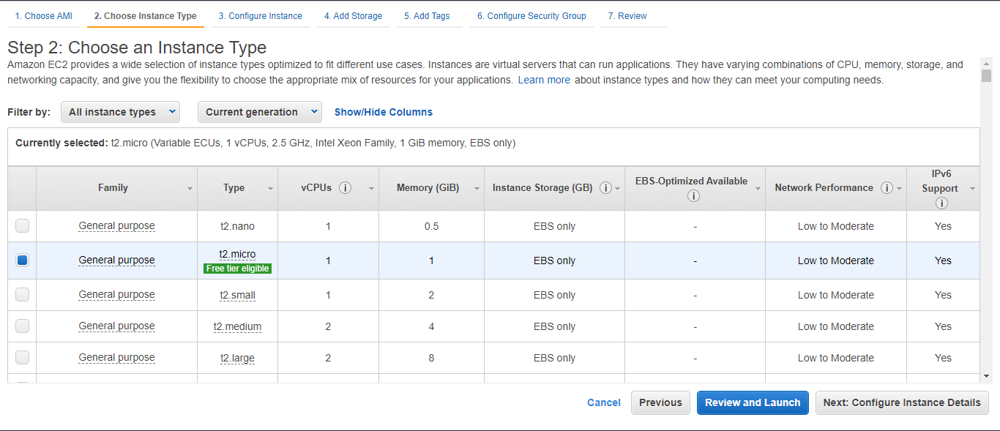 1. Choose AMI 2. Choose Instance Type 3. Configure Instance 4. Add Storage 5. Add Tags 6. Configure Security Group 7. Review
Step 2: Choose an Instance Type
Amazon EC2 provides a wide selection of instance types optimized to fit different use cases. Instances are virtual servers that can run applications. They have varying combinations of CPU, memory, storage, and
networking capacity, and give you the flexibility to choose the appropriate mix of resources for your applications. Learn more about instance types and how they can meet your computing needs.
Filter by: All instance types Current generation Show/Hide Columns
Currently selected: t2.micro (Variable ECUs, 1 vCPUs, 2.5 GHz, Intel Xeon Family, 1 GiB memory, EBS only)
Family Type vCPUs i Memory (GiB) Instance Storage (GB) i EBS-Optimized Available i Network Performance i IPv6 Support i
General purpose t2.nano 1 0.5 EBS only - Low to Moderate Yes
General purpose t2.micro Free tier eligible 1 1 EBS only - Low to Moderate Yes
General purpose t2.small 1 2 EBS only - Low to Moderate Yes
General purpose t2.medium 2 4 EBS only - Low to Moderate Yes
General purpose t2.large 2 8 EBS only - Low to Moderate Yes
Cancel Previous Review and Launch Next: Configure Instance Details